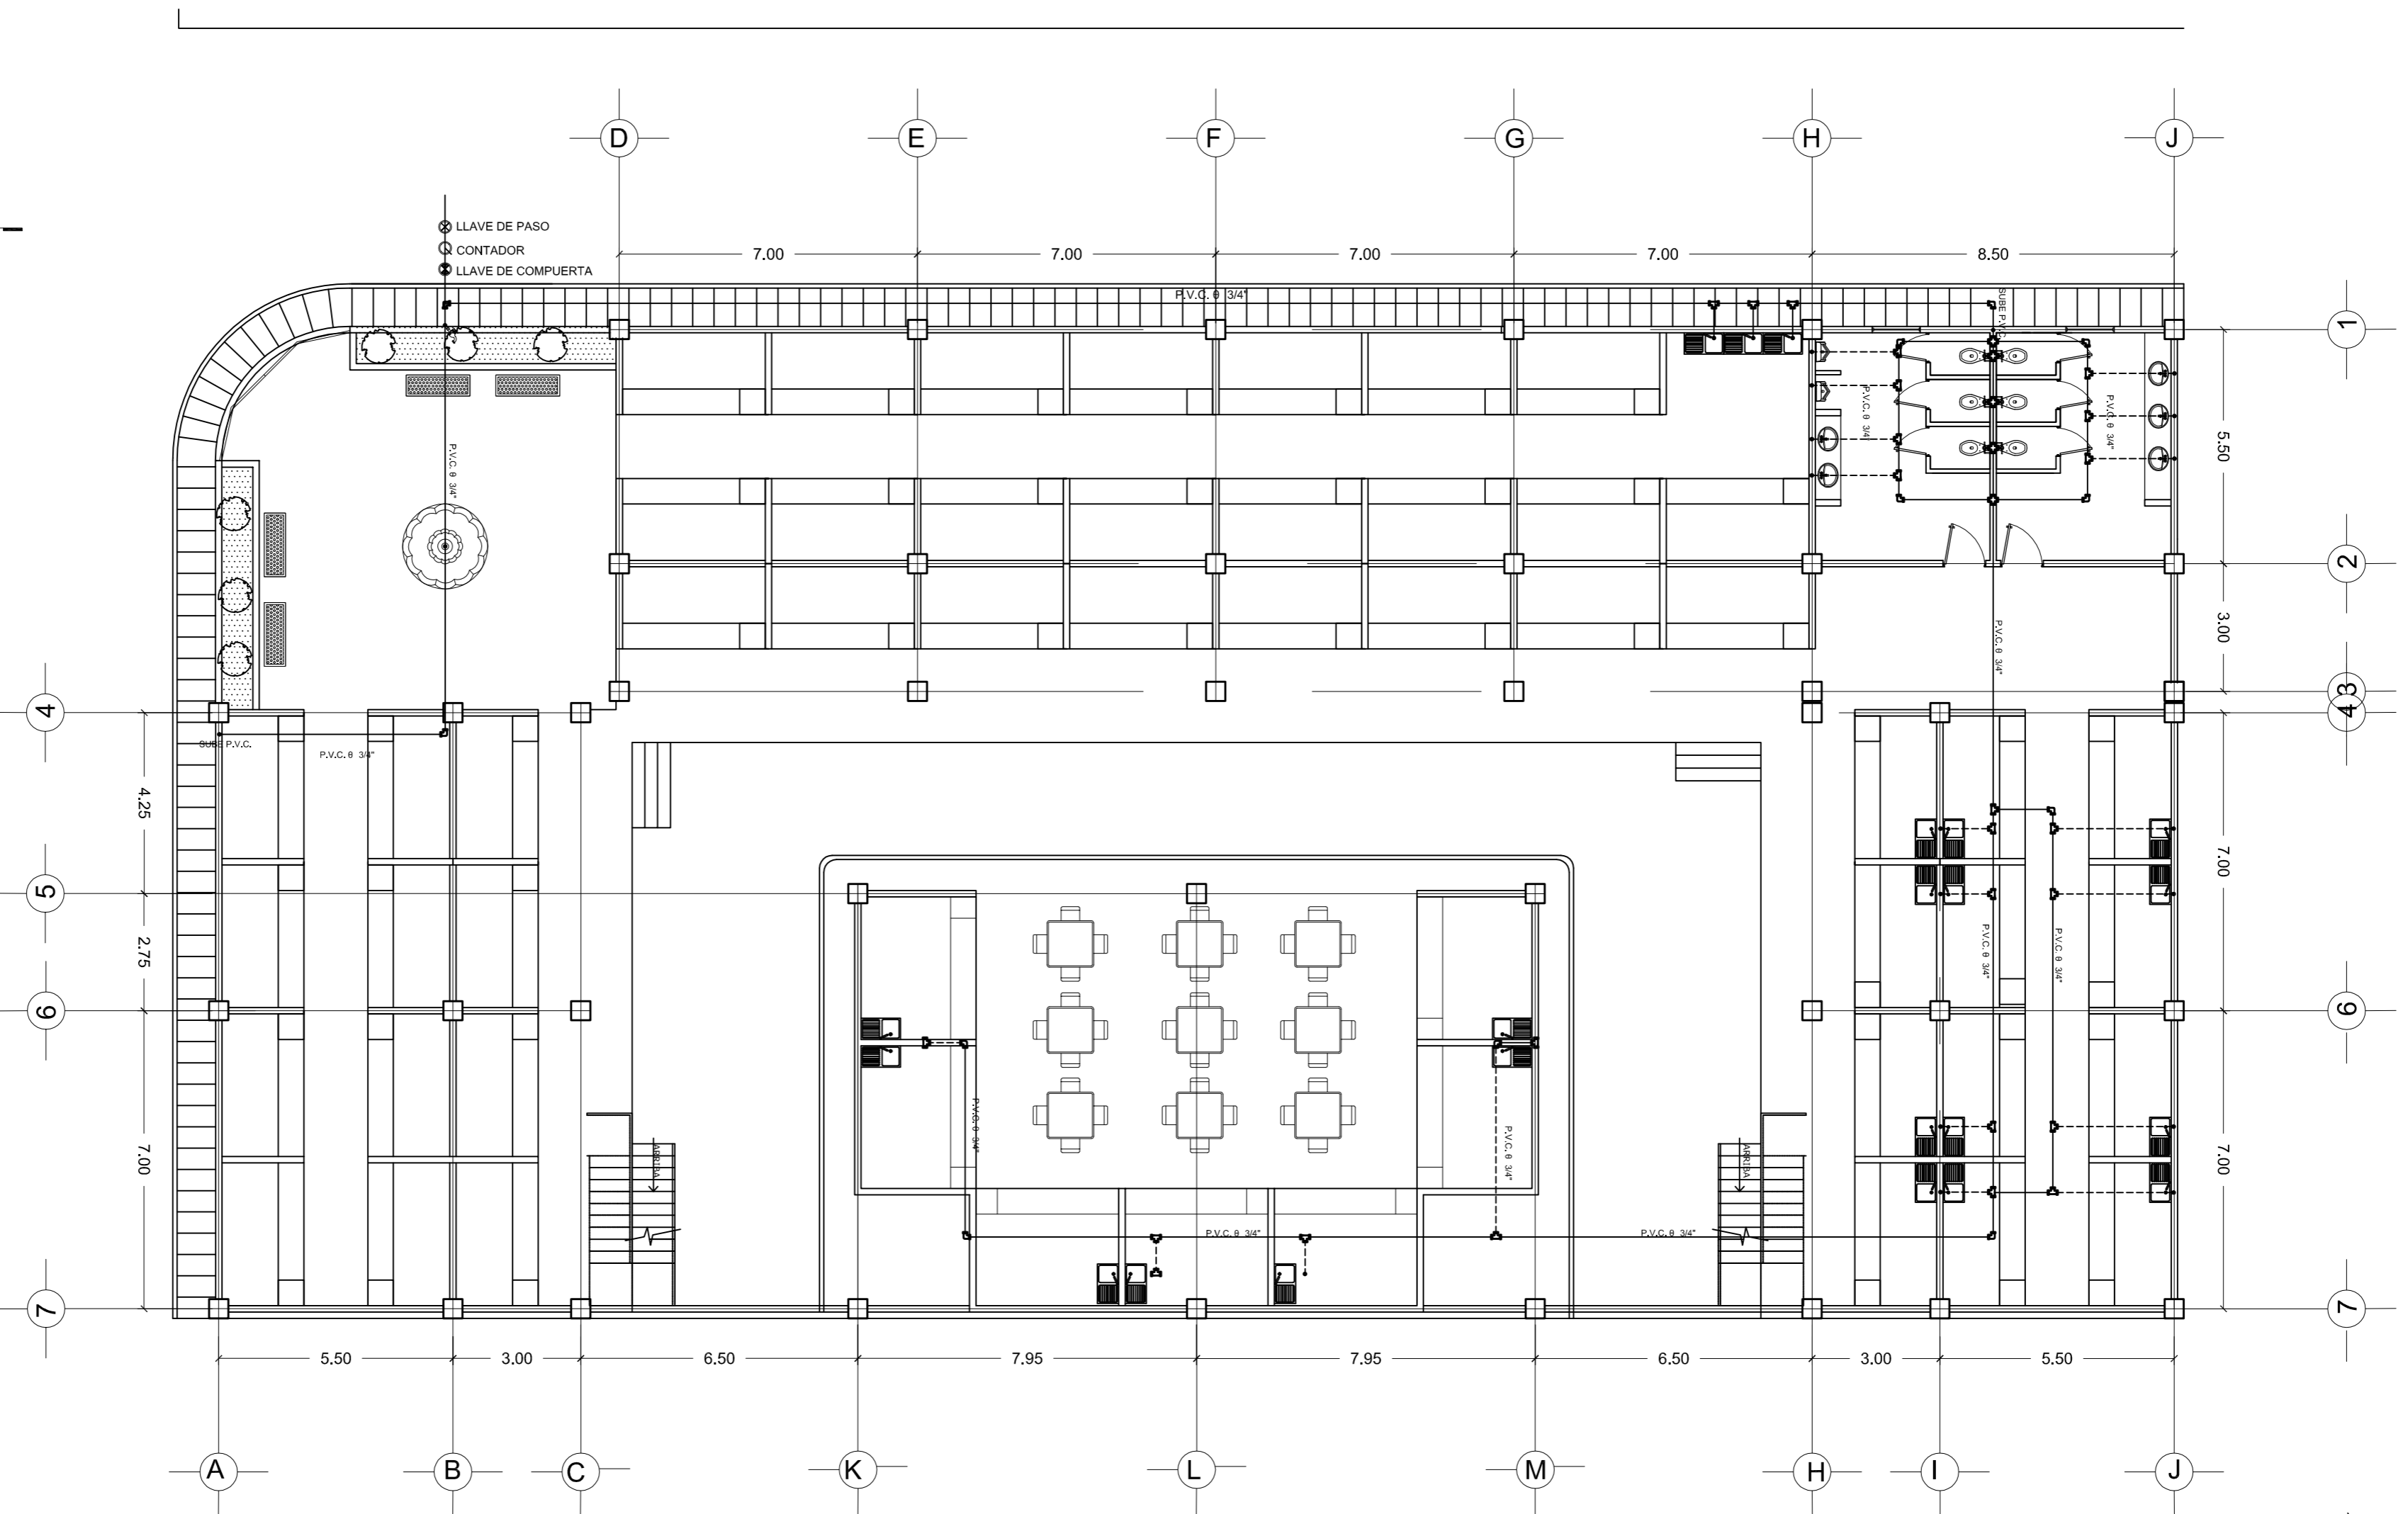 D
E
F
G
H
J
LLAVE DE PASO
CONTADOR
LLAVE DE COMPUERTA
7.00
7.00
7.00
7.00
8.50
P.V.C. θ 3/4"
SUBE P.V.C.
1
P.V.C. θ 3/4"
P.V.C. θ 3/4"
P.V.C. θ 3/4"
5.50
2
P.V.C. θ 3/4"
3.00
3
4
4
SUBE P.V.C.
P.V.C. θ 3/4"
4.25
7.00
5
2.75
P.V.C. θ 3/4"
P.V.C. θ 3/4"
6
6
P.V.C. θ 3/4"
P.V.C. θ 3/4"
7.00
ARRIBA
ARRIBA
7.00
P.V.C. θ 3/4"
P.V.C. θ 3/4"
7
7
5.50
3.00
6.50
7.95
7.95
6.50
3.00
5.50
A
B
C
K
L
M
H
I
J